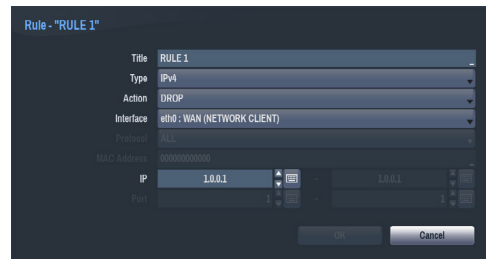 Rule - "RULE 1"
Title RULE 1
Type IPv4
Action DROP
Interface eth0 : WAN (NETWORK CLIENT)
Protocol ALL
MAC Address 000000000000
IP 1.0.0.1 - 1.0.0.1
Port 1 - 1
OK Cancel